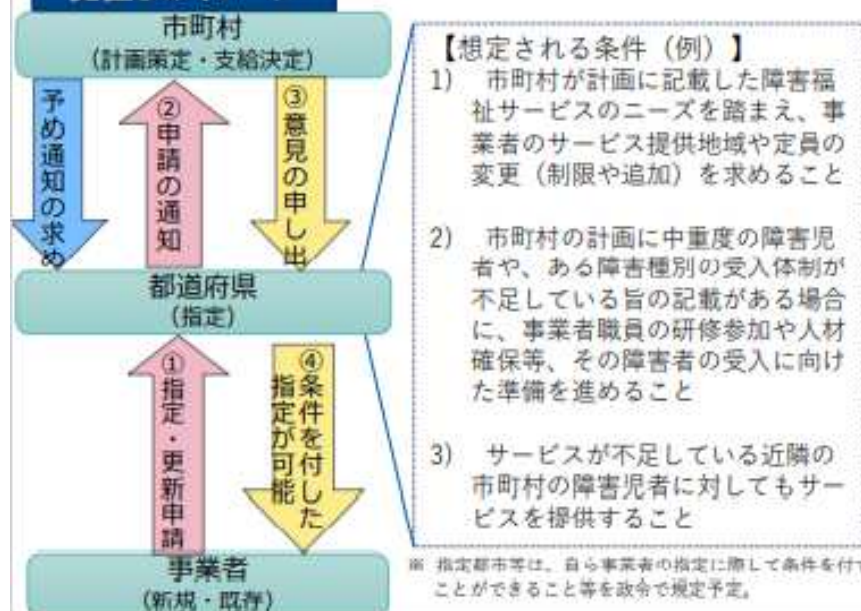 市町村
(計画策定・支給決定)
予め通知の求め
②申請の通知
③意見の申し出
都道府県
(指定)
①指定・更新申請
④条件を付した
指定が可能
事業者
(新規・既存)
【想定される条件(例)】
1) 市町村が計画に記載した障害福
祉サービスのニーズを踏まえ、事
業者のサービス提供地域や定員の
変更(制限や追加)を求めること
2) 市町村の計画に中重度の障害児
者や、ある障害種別の受入体制が
不足している旨の記載がある場合
に、事業者職員の研修参加や人材
確保等、その障害者の受入に向け
た準備を進めること
3) サービスが不足している近隣の
市町村の障害児者に対してもサー
ビスを提供すること
※ 指定都市等は、自ら事業者の指定に際して条件を付す
ことができること等を政令で規定予定。